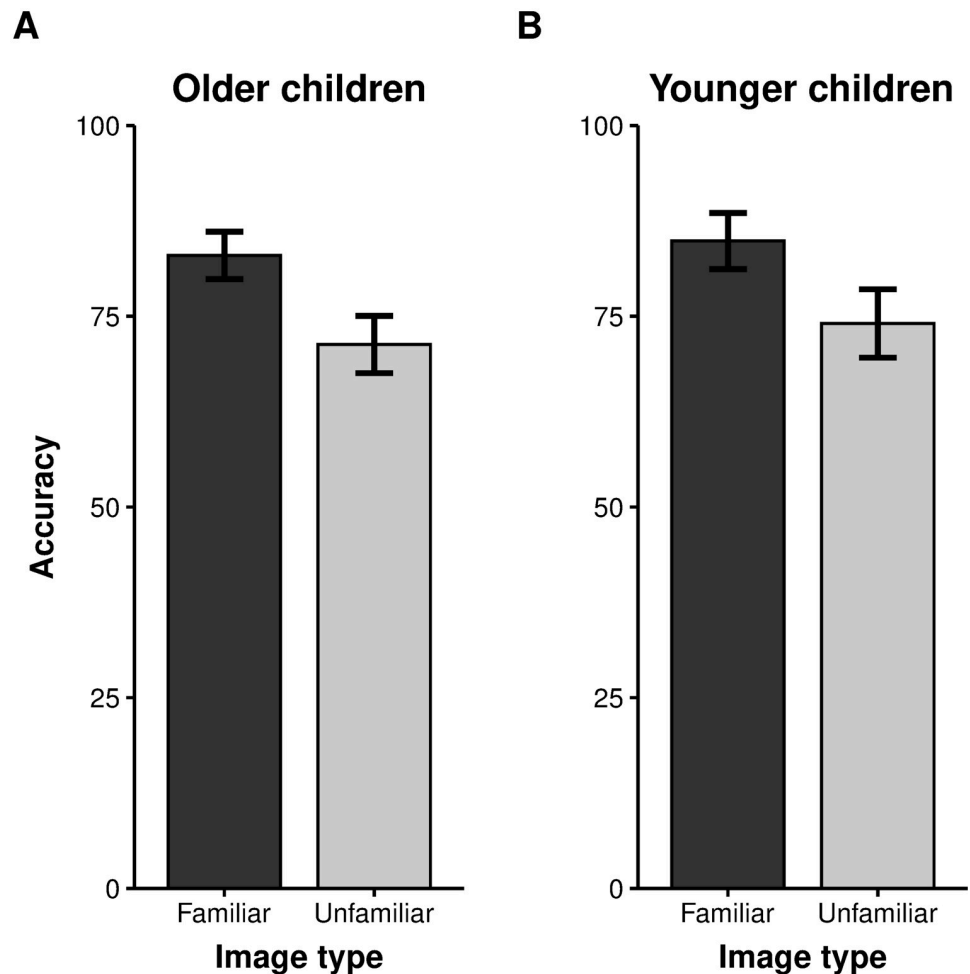 A
Older children
100
75
50
25
0
Accuracy
Familiar Unfamiliar
Image type
B
Younger children
100
75
50
25
0
Familiar Unfamiliar
Image type